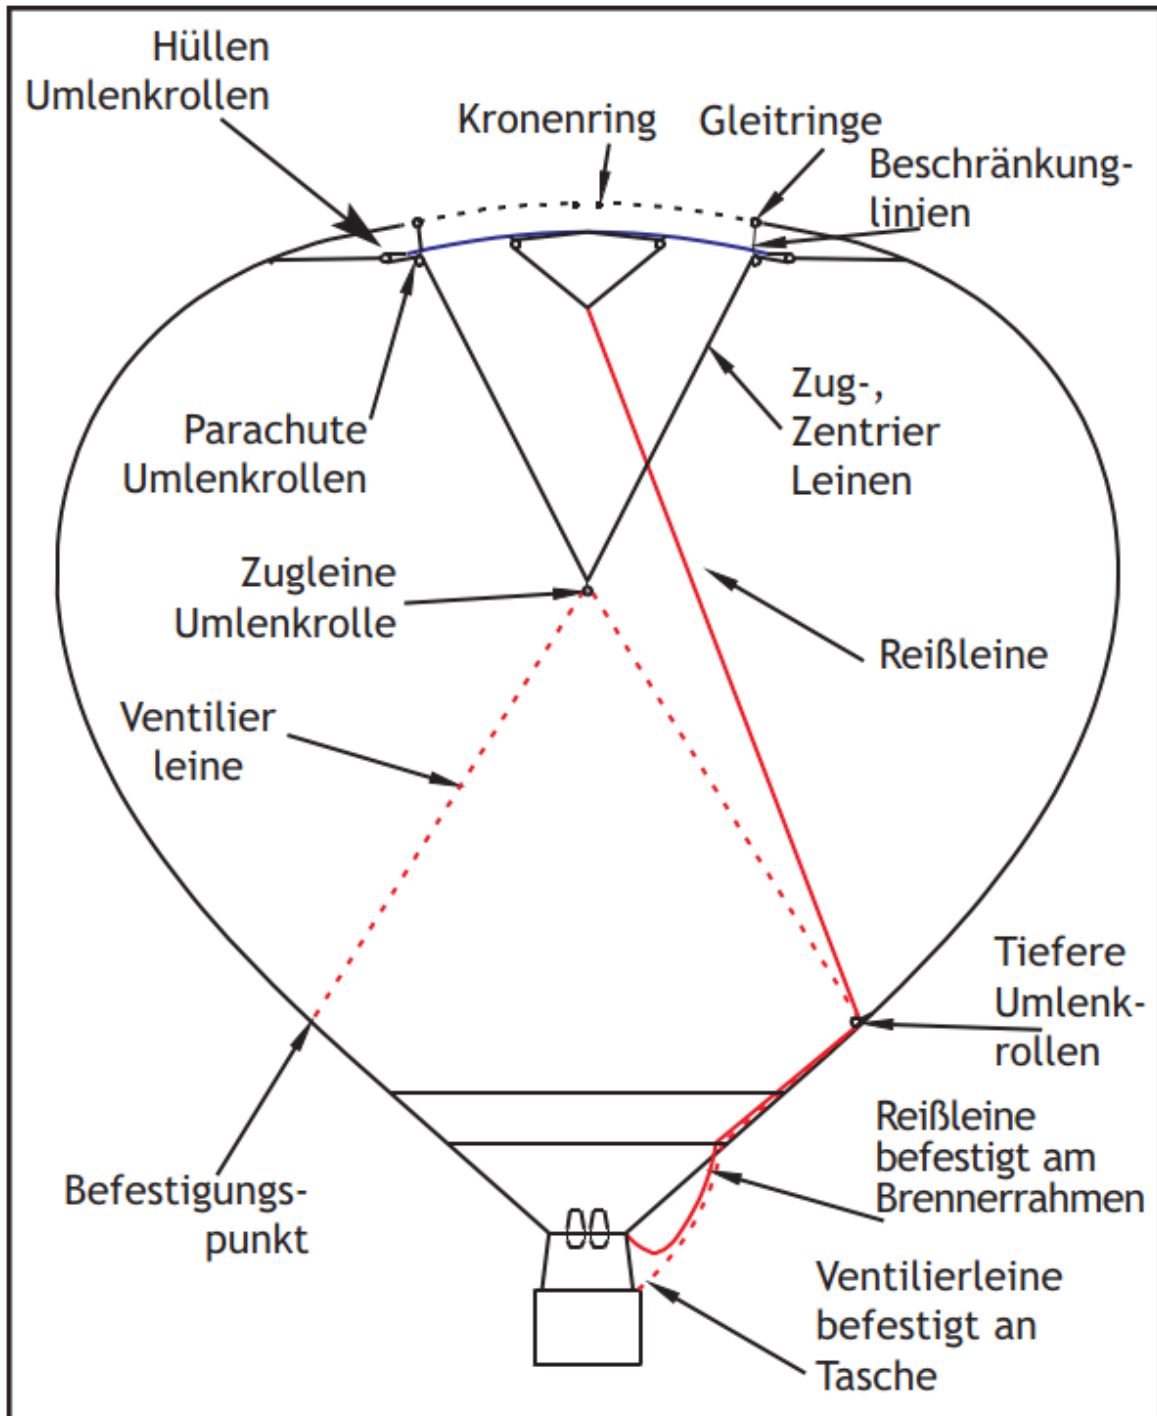 Hüllen
Umlenkrollen
Kronenring
Gleitringe
Beschränkung-
linien
Parachute
Umlenkrollen
Zug-,
Zentrier
Leinen
Zugleine
Umlenkrolle
Reißleine
Ventilier
leine
Tiefere
Umlenk-
rollen
Reißleine
befestigt am
Brennerrahmen
Befestigungs-
punkt
Ventilierleine
befestigt an
Tasche